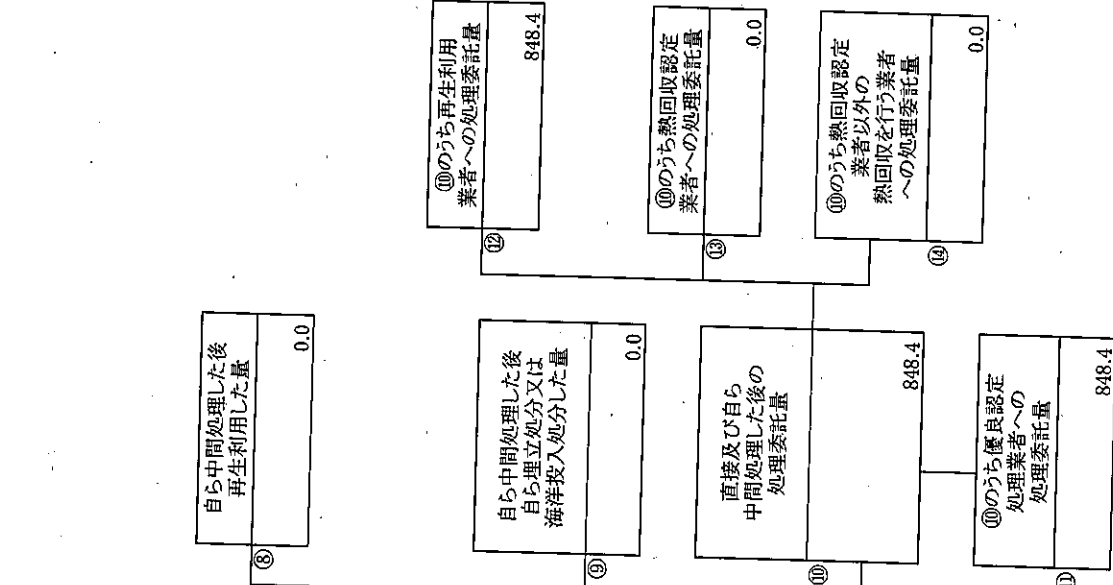 ⑧
自ら中間処理した後
再生利用した量
0.0
⑨
自ら中間処理した後
自ら埋立処分又は
海洋投入処分した量
0.0
⑩
直接及び自ら
中間処理した後の
処理委託量
848.4
⑪
⑩のうち優良認定
処理業者への
処理委託量
848.4
⑫
⑩のうち再生利用
業者への処理委託量
848.4
⑬
⑩のうち熱回収認定
業者への処理委託量
0.0
⑭
⑩のうち熱回収認定
業者以外の
熱回収を行う業者
への処理委託量
0.0